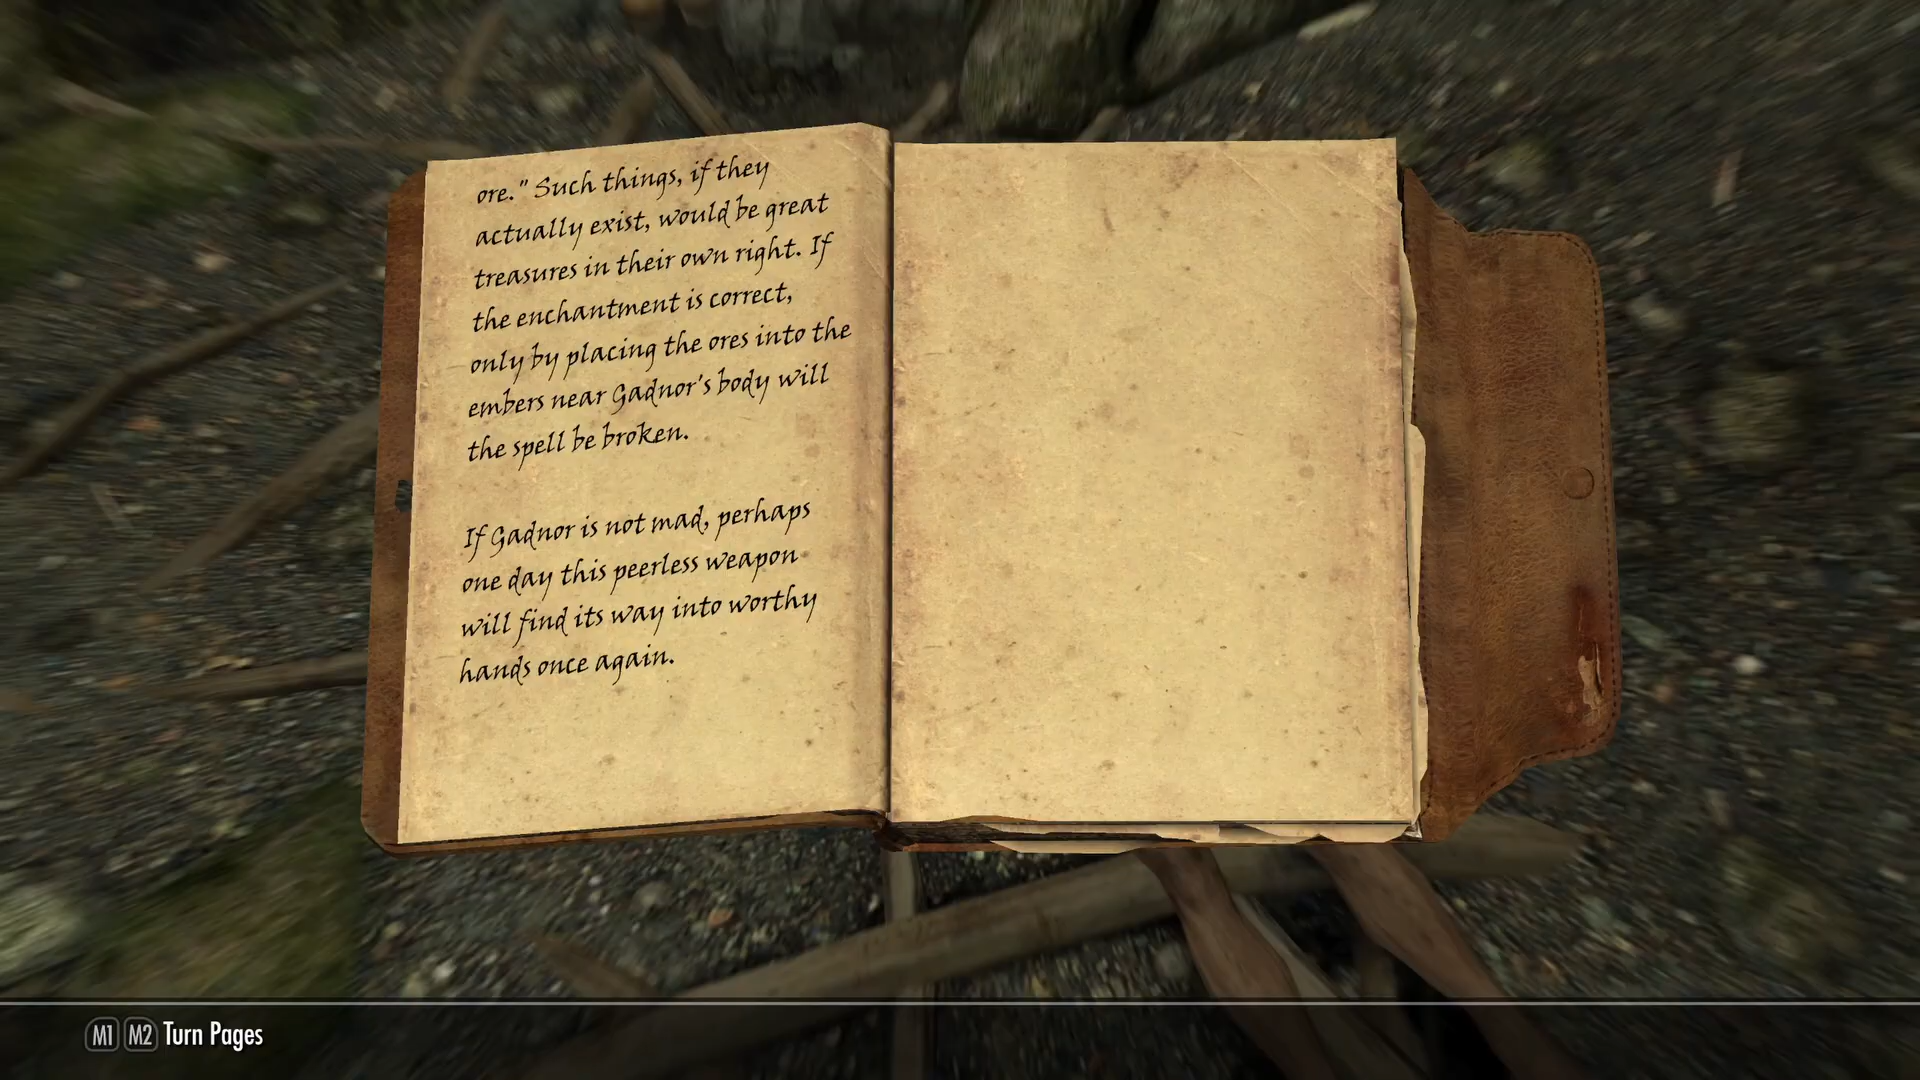 ore." Such things, if they
actually exist, would be great
treasures in their own right. If
the enchantment is correct,
only by placing the ores into the
embers near Gadnor's body will
the spell be broken.
If Gadnor is not mad, perhaps
one day this peerless weapon
will find its way into worthy
hands once again.
M1 M2 Turn Pages